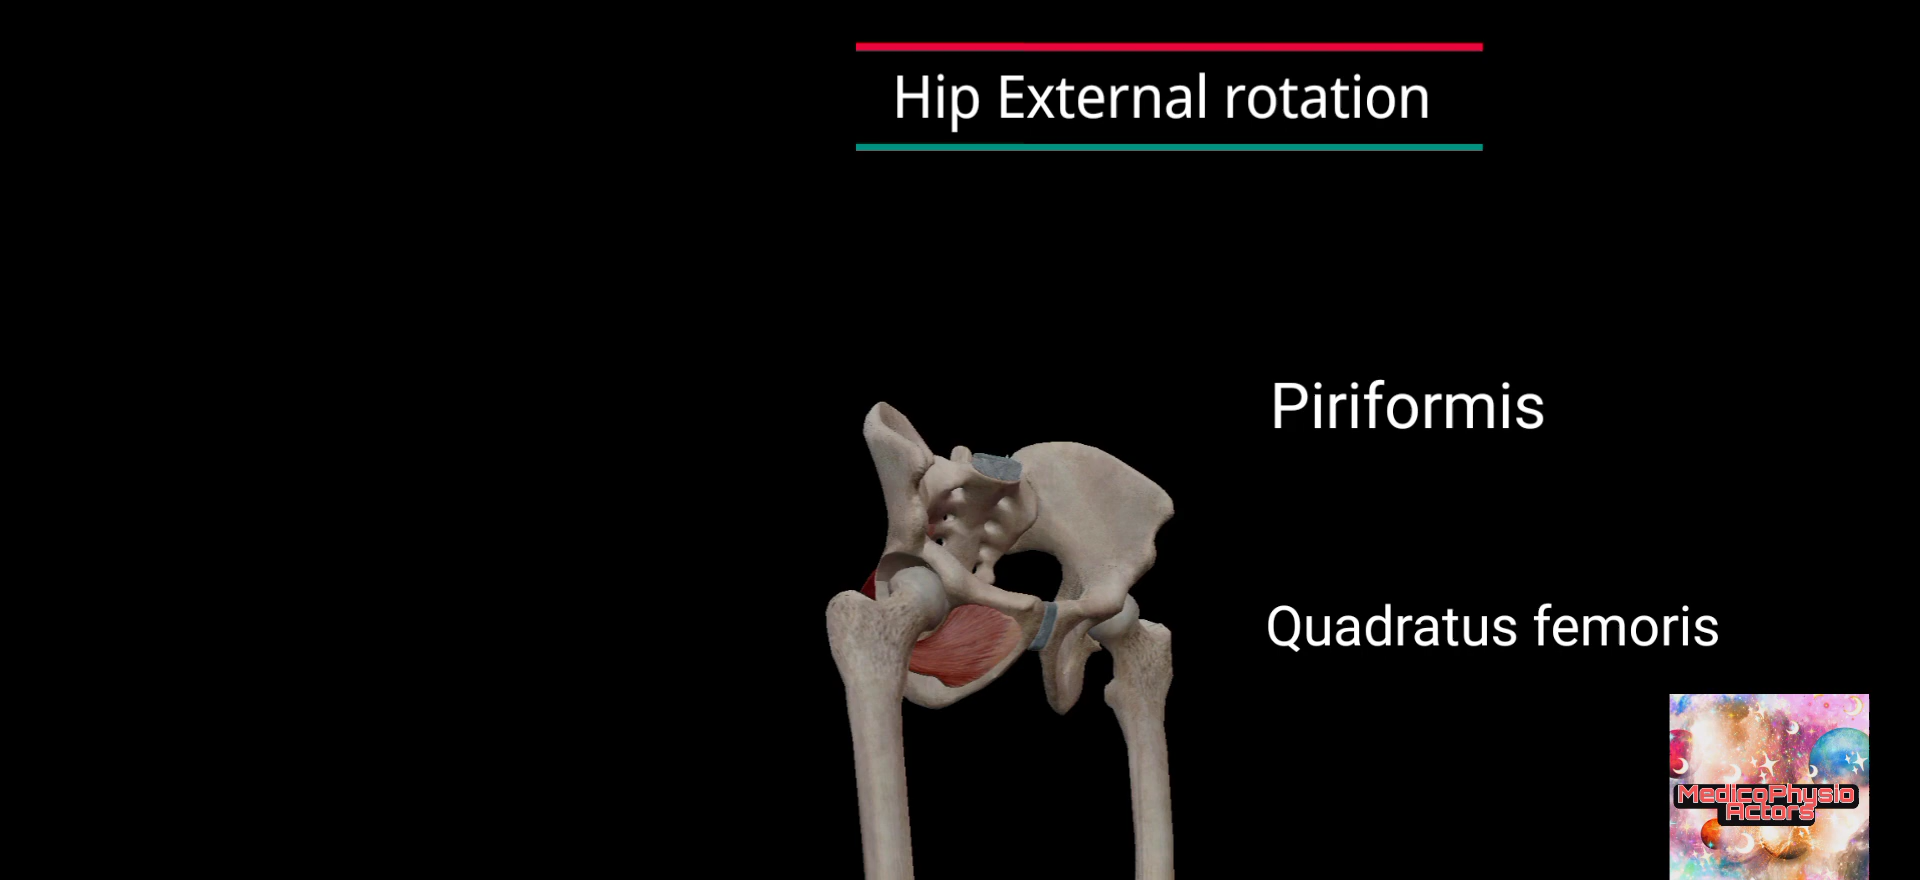 Hip External rotation
Piriformis
Quadratus femoris
MedicoPhysio
Actors